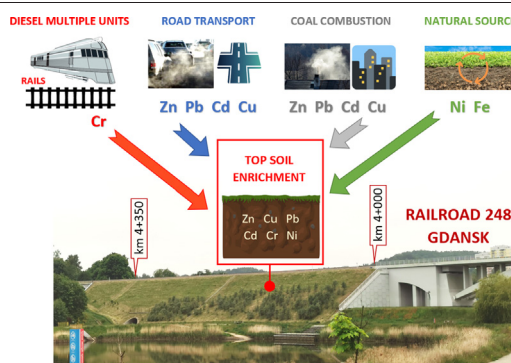 DIESEL MULTIPLE UNITS
ROAD TRANSPORT
COAL COMBUSTION
NATURAL SOURCE
RAILS
Cr
Zn Pb Cd Cu
Zn Pb Cd Cu
Ni Fe
TOP SOIL
ENRICHMENT
Zn Cu Pb
Cd Cr Ni
km 4+350
km 4+000
RAILROAD 248
GDANSK